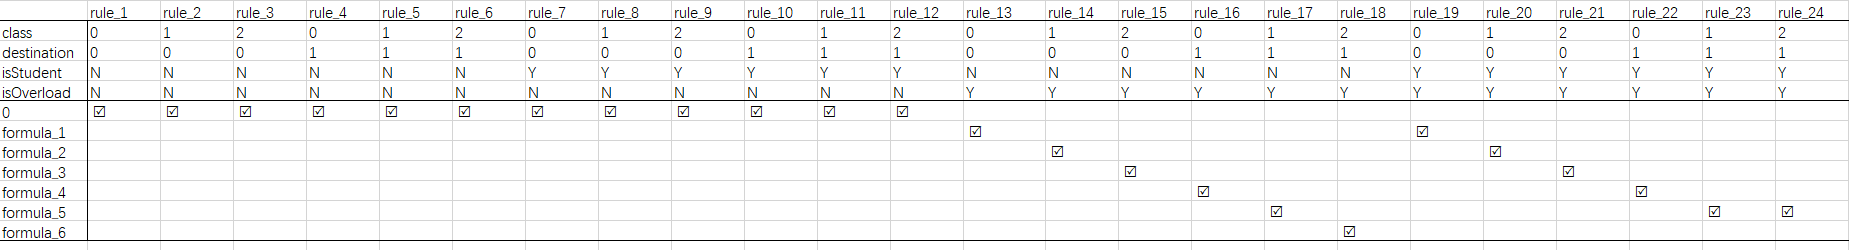 rule_1 rule_2 rule_3 rule_4 rule_5 rule_6 rule_7 rule_8 rule_9 rule_10 rule_11 rule_12 rule_13 rule_14 rule_15 rule_16 rule_17 rule_18 rule_19 rule_20 rule_21 rule_22 rule_23 rule_24
class 0 1 2 0 1 2 0 1 2 0 1 2 0 1 2 0 1 2 0 1 2 0 1 2
destination 0 0 0 1 1 1 0 0 0 1 1 1 0 0 0 1 1 1 0 0 0 1 1 1
isStudent N N N N N N Y Y Y Y Y Y N N N N N N Y Y Y Y Y Y
isOverload N N N N N N N N N N N N Y Y Y Y Y Y Y Y Y Y Y Y
0 ☑ ☑ ☑ ☑ ☑ ☑ ☑ ☑ ☑ ☑ ☑ ☑
formula_1 ☑ ☑
formula_2 ☑ ☑
formula_3 ☑ ☑
formula_4 ☑ ☑
formula_5 ☑ ☑ ☑
formula_6 ☑